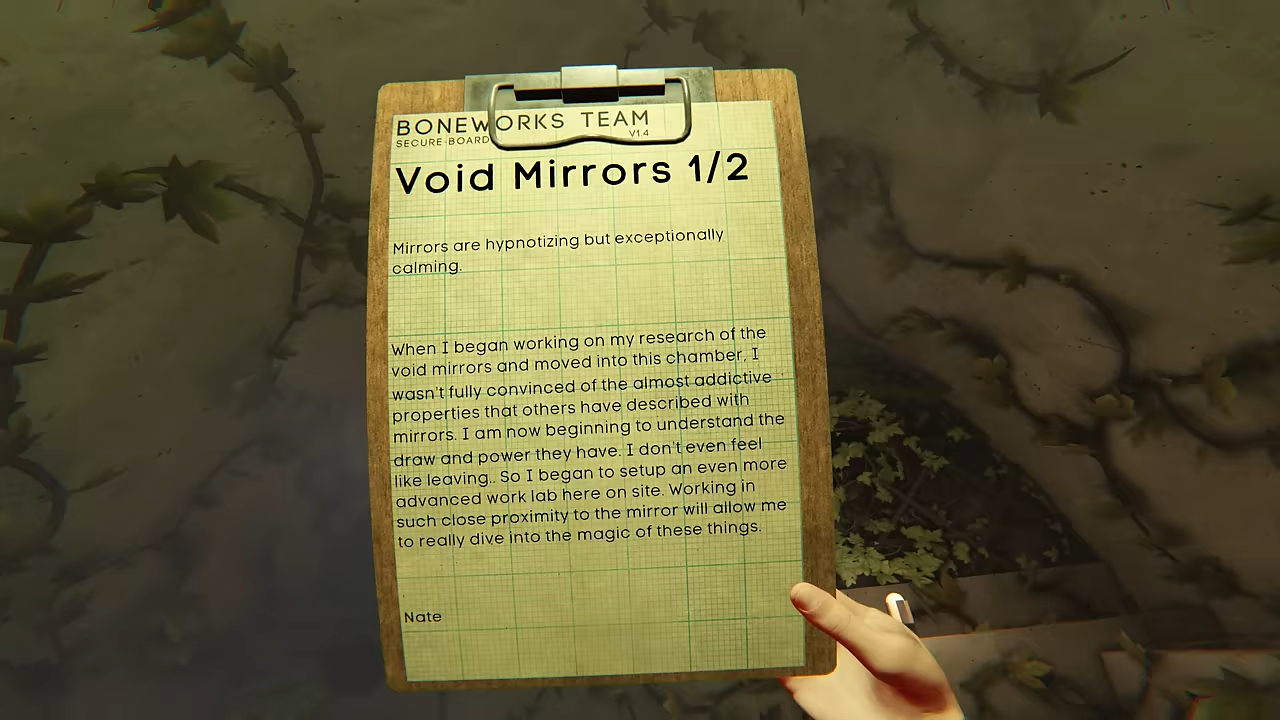 BONEWORKS TEAM
SECURE-BOARD V1.4
Void Mirrors 1/2
Mirrors are hypnotizing but exceptionally
calming.
When I began working on my research of the
void mirrors and moved into this chamber, I
wasn't fully convinced of the almost addictive
properties that others have described with
mirrors. I am now beginning to understand the
draw and power they have. I don't even feel
like leaving.. So I began to setup an even more
advanced work lab here on site. Working in
such close proximity to the mirror will allow me
to really dive into the magic of these things.
Nate